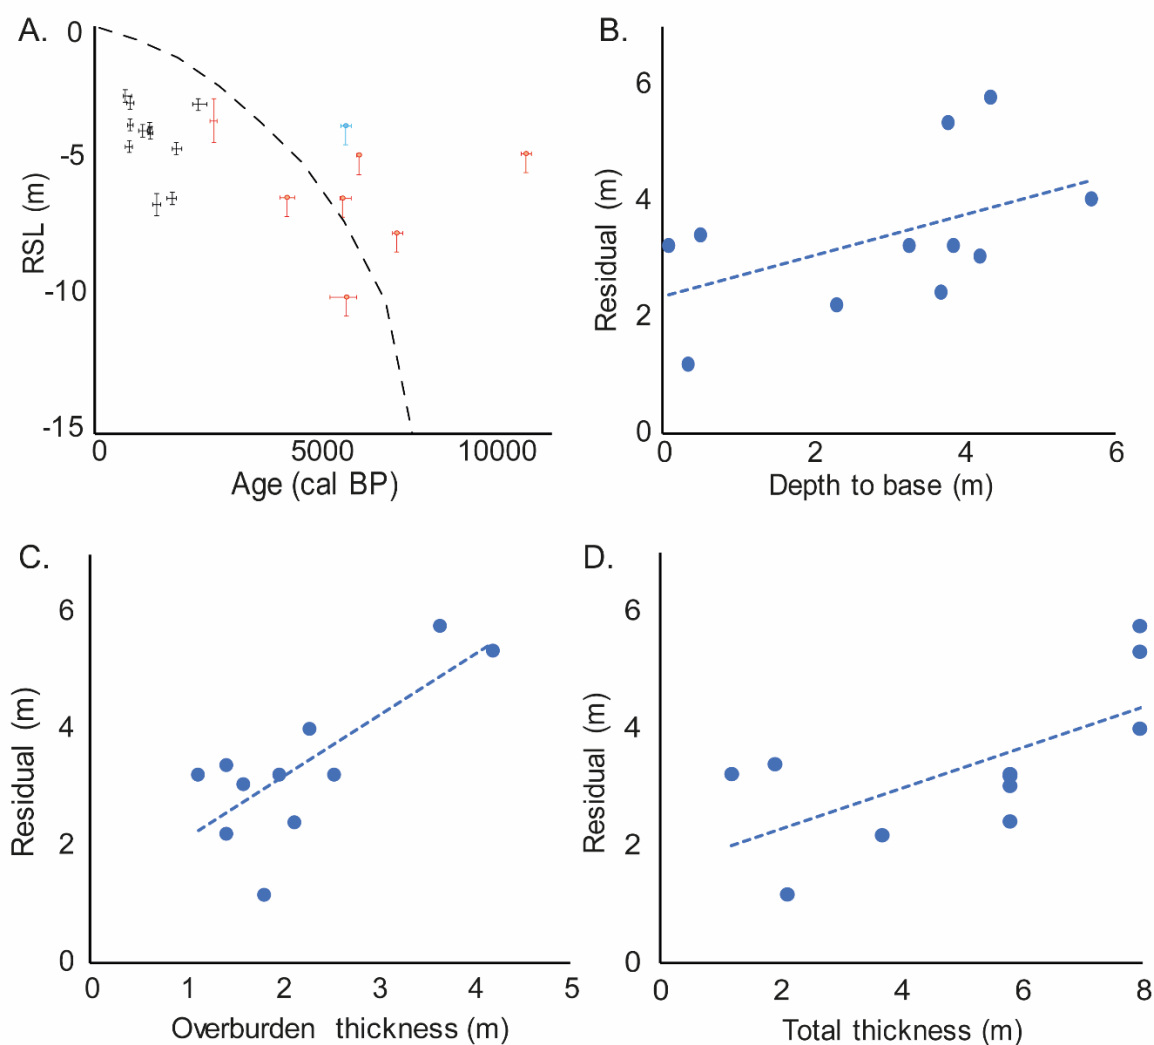 A.
0
-5
-10
-15
RSL (m)
0 5000 10000
Age (cal BP)
B.
6
4
2
0
Residual (m)
0 2 4 6
Depth to base (m)
C.
6
4
2
0
Residual (m)
0 1 2 3 4 5
Overburden thickness (m)
D.
6
4
2
0
Residual (m)
0 2 4 6 8
Total thickness (m)